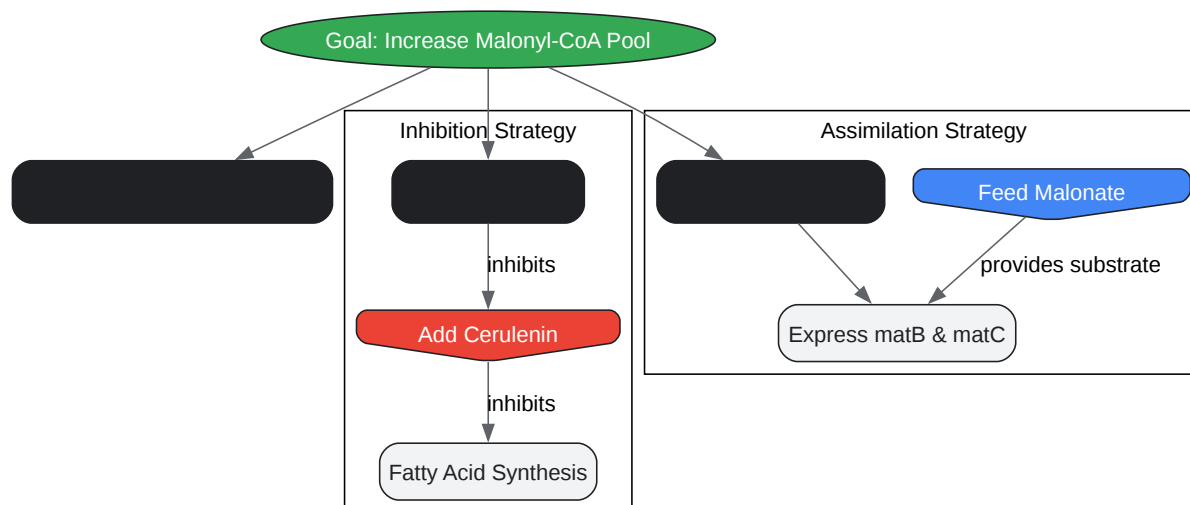 Goal: Increase Malonyl-CoA Pool
Inhibition Strategy
Assimilation Strategy
Feed Malonate
inhibits
provides substrate
Add Cerulenin
Express matB & matC
inhibits
Fatty Acid Synthesis